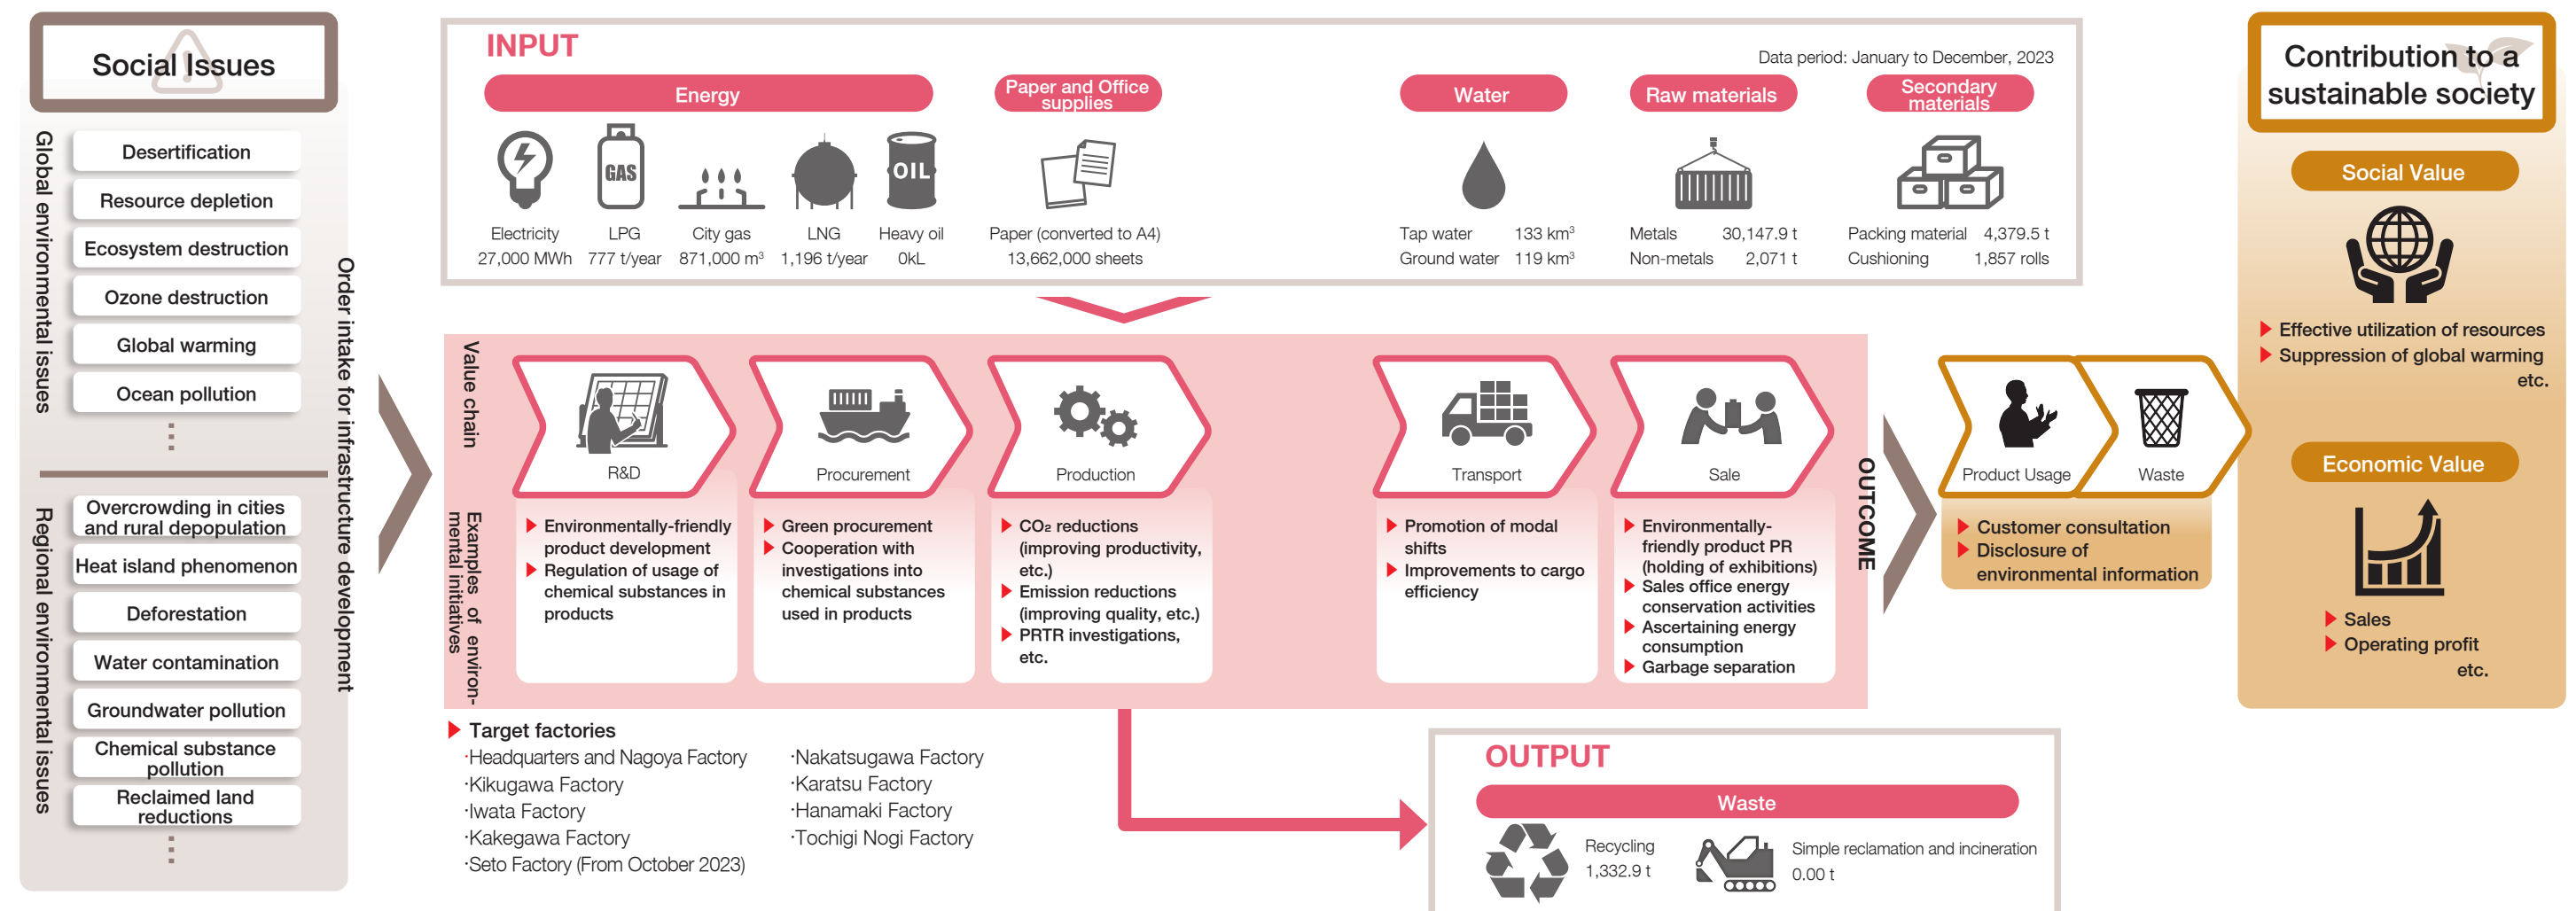 Social Issues
Global environmental issues
Desertification
Resource depletion
Ecosystem destruction
Ozone destruction
Global warming
Ocean pollution
Regional environmental issues
Overcrowding in cities
and rural depopulation
Heat island phenomenon
Deforestation
Water contamination
Groundwater pollution
Chemical substance
pollution
Reclaimed land
reductions
Order intake for infrastructure development
INPUT
Data period: January to December, 2023
Energy
Electricity
27,000 MWh
GAS
LPG
777 t/year
City gas
871,000 m³
LNG
1,196 t/year
OIL
Heavy oil
0kL
Paper and Office
supplies
Paper (converted to A4)
13,662,000 sheets
Water
Tap water 133 km³
Ground water 119 km³
Raw materials
Metals 30,147.9 t
Non-metals 2,071 t
Secondary
materials
Packing material 4,379.5 t
Cushioning 1,857 rolls
Value chain
Examples of environ-
mental initiatives
R&D
Environmentally-friendly
product development
Regulation of usage of
chemical substances in
products
Procurement
Green procurement
Cooperation with
investigations into
chemical substances
used in products
Production
CO₂ reductions
(improving productivity,
etc.)
Emission reductions
(improving quality, etc.)
PRTR investigations,
etc.
Transport
Promotion of modal
shifts
Improvements to cargo
efficiency
Sale
Environmentally-
friendly product PR
(holding of exhibitions)
Sales office energy
conservation activities
Ascertaining energy
consumption
Garbage separation
OUTCOME
Product Usage
Waste
Customer consultation
Disclosure of
environmental information
Contribution to a
sustainable society
Social Value
Effective utilization of resources
Suppression of global warming
etc.
Economic Value
Sales
Operating profit
etc.
Target factories
·Headquarters and Nagoya Factory
·Kikugawa Factory
·Iwata Factory
·Kakegawa Factory
·Seto Factory (From October 2023)
·Nakatsugawa Factory
·Karatsu Factory
·Hanamaki Factory
·Tochigi Nogi Factory
OUTPUT
Waste
Recycling
1,332.9 t
Simple reclamation and incineration
0.00 t